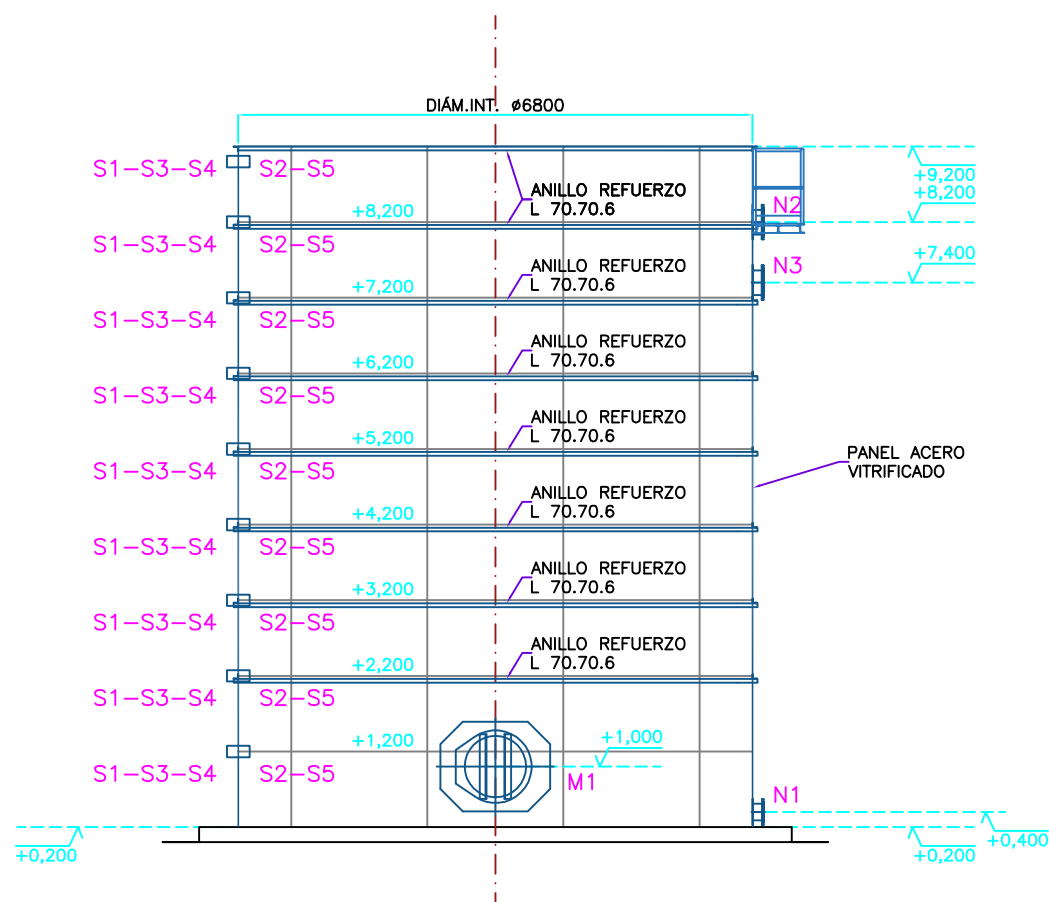 DIÁM.INT. ø6800
S1-S3-S4 S2-S5
+9,200
ANILLO REFUERZO
L 70.70.6
+8,200
N2
+8,200
S1-S3-S4 S2-S5
+7,400
N3
ANILLO REFUERZO
L 70.70.6
+7,200
S1-S3-S4 S2-S5
ANILLO REFUERZO
L 70.70.6
+6,200
S1-S3-S4 S2-S5
ANILLO REFUERZO
L 70.70.6
+5,200
PANEL ACERO
VITRIFICADO
S1-S3-S4 S2-S5
ANILLO REFUERZO
L 70.70.6
+4,200
S1-S3-S4 S2-S5
ANILLO REFUERZO
L 70.70.6
+3,200
S1-S3-S4 S2-S5
ANILLO REFUERZO
L 70.70.6
+2,200
S1-S3-S4 S2-S5
+1,200
+1,000
S1-S3-S4 S2-S5
M1
N1
+0,400
+0,200
+0,200